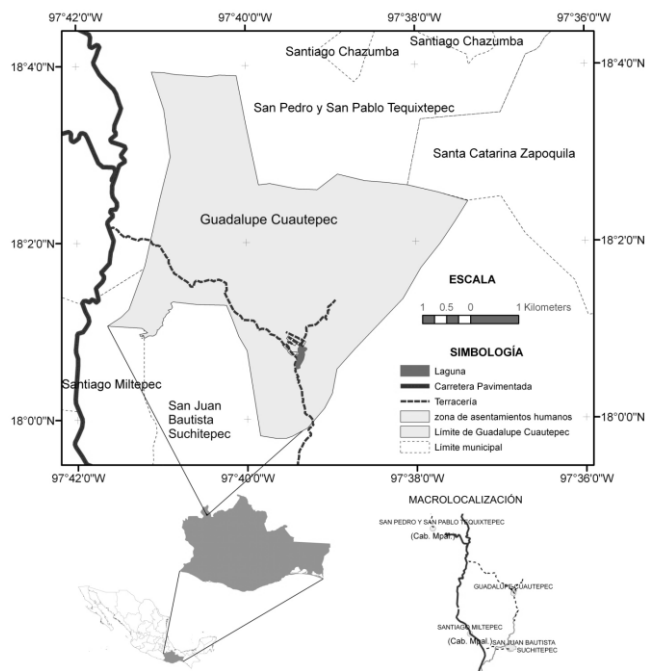 97°42'0"W 97°40'0"W 97°38'0"W 97°36'0"W
18°4'0"N 18°4'0"N
Santiago Chazumba
Santiago Chazumba
San Pedro y San Pablo Tequixtepec
Santa Catarina Zapoquila
Guadalupe Cuautepec
18°2'0"N 18°2'0"N
ESCALA
1 0.5 0 1 Kilometers
SIMBOLOGÍA
Laguna
Carretera Pavimentada
Terracería
zona de asentamientos humanos
Límite de Guadalupe Cuautepec
Límite municipal
Santiago Miltepec
San Juan
Bautista
Suchitepec
18°0'0"N 18°0'0"N
97°42'0"W 97°40'0"W 97°38'0"W 97°36'0"W
MACROLOCALIZACIÓN
SAN PEDRO Y SAN PABLO TEQUIXTEPEC
(Cab. Mpal.)
GUADALUPE CUAUTEPEC
SANTIAGO MILTEPEC
(Cab. Mpal.)
SAN JUAN BAUTISTA
SUCHITEPEC